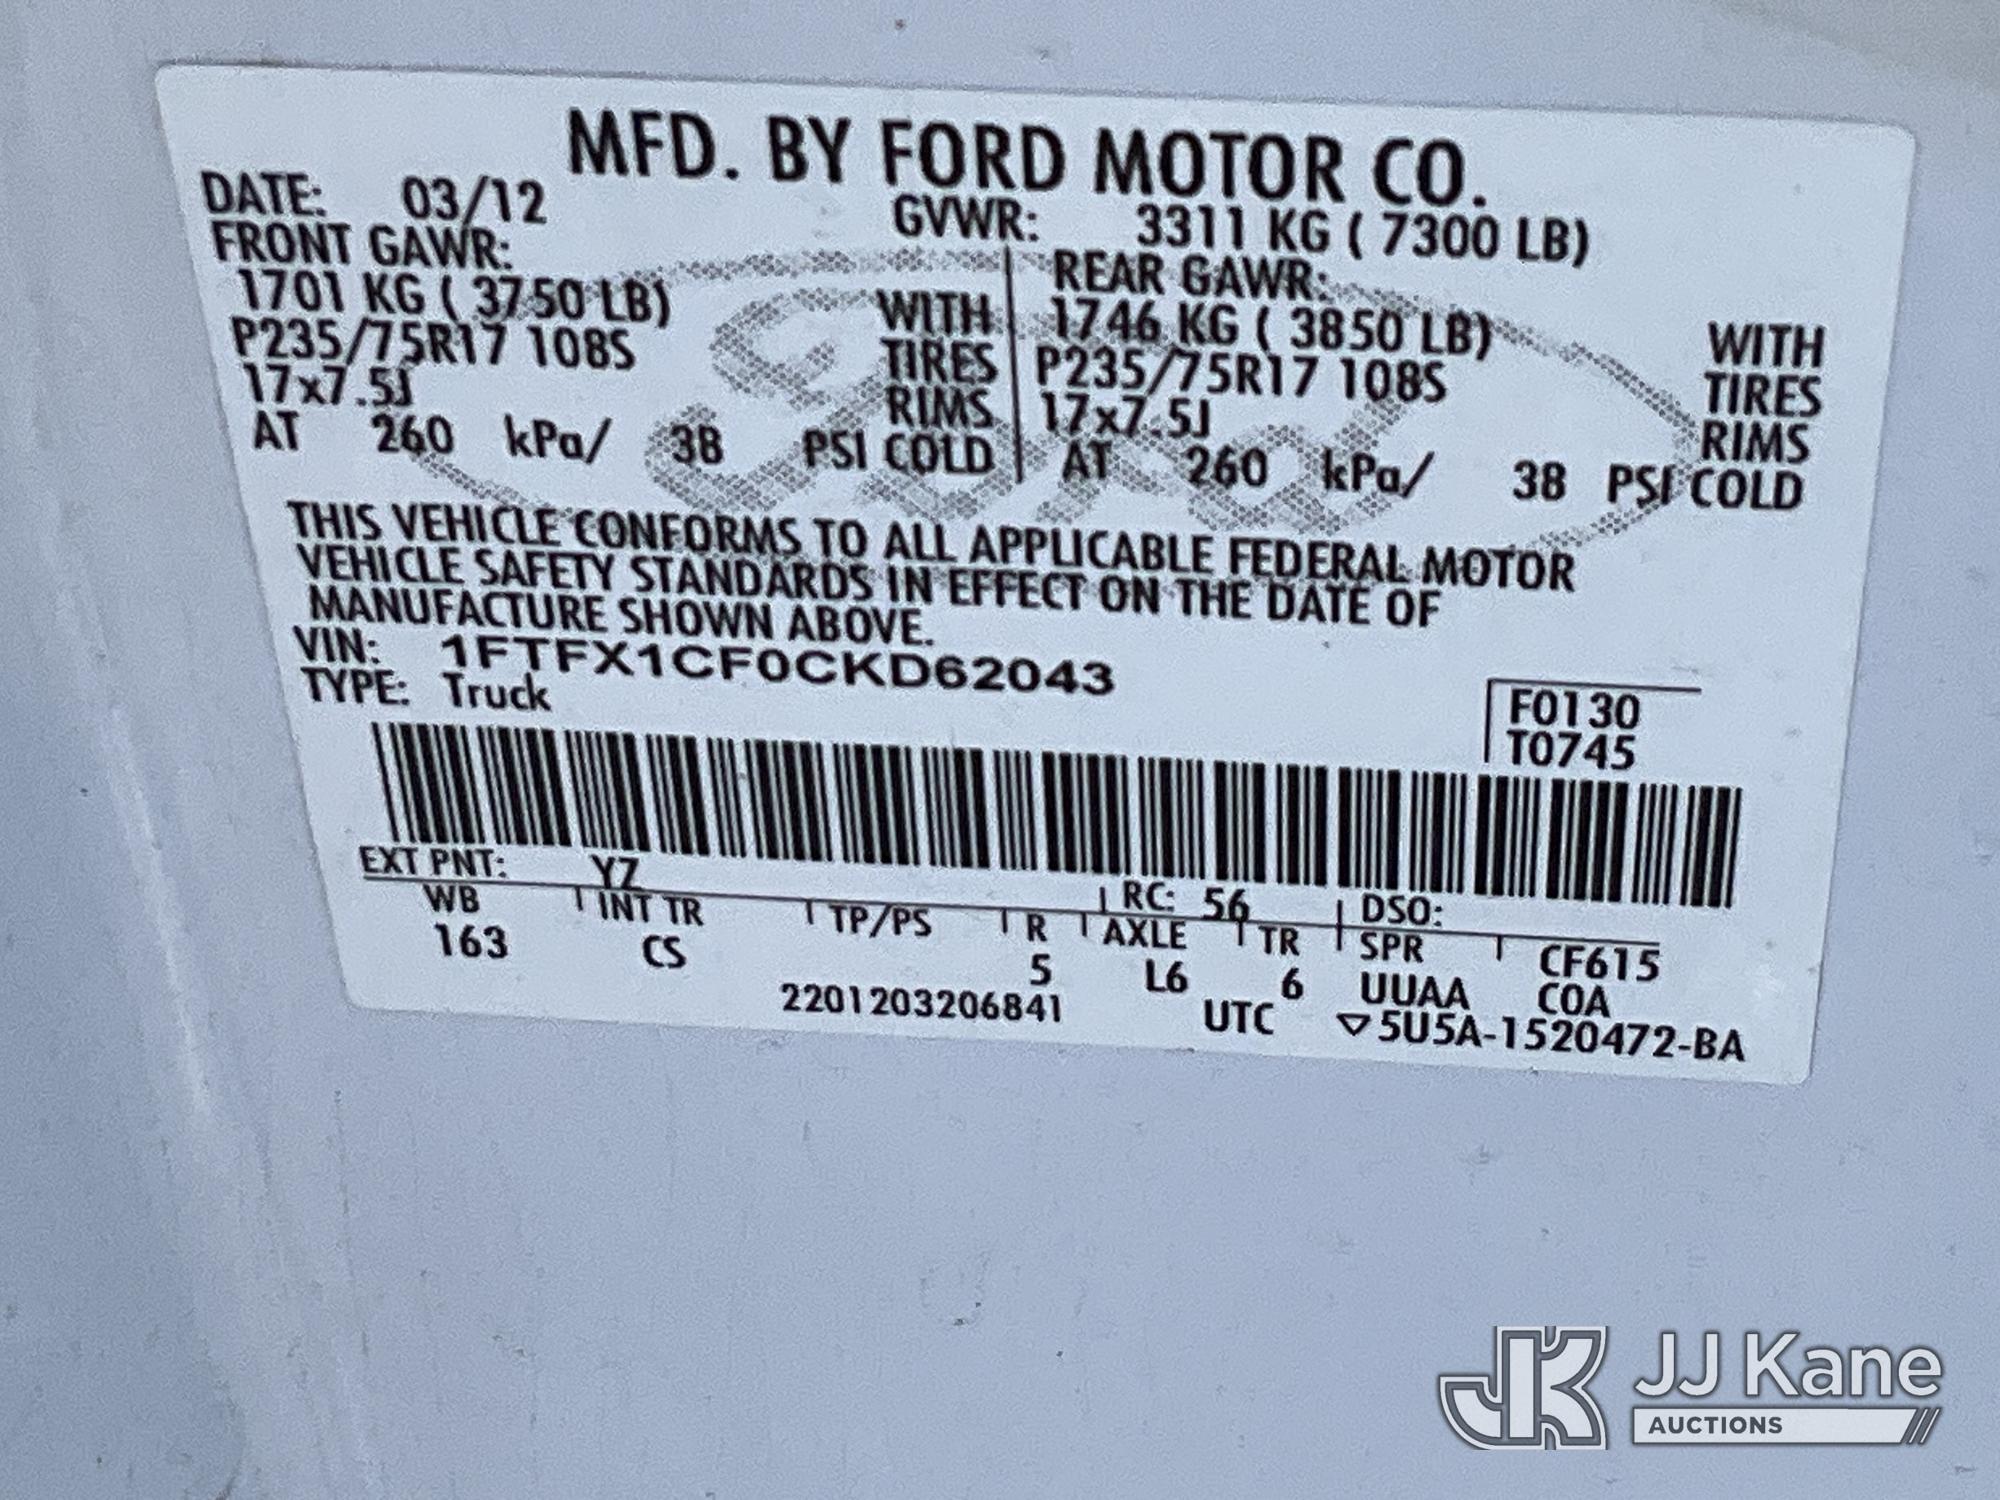 MFD. BY FORD MOTOR CO.
DATE: 03/12 GVWR: 3311 KG ( 7300 LB)
FRONT GAWR: REAR GAWR:
1701 KG ( 3750 LB) WITH 1746 KG ( 3850 LB) WITH
P235/75R17 108S TIRES P235/75R17 108S TIRES
17x7.5J RIMS 17x7.5J RIMS
AT 260 kPa/ 38 PSI COLD AT 260 kPa/ 38 PSI COLD
Ford
THIS VEHICLE CONFORMS TO ALL APPLICABLE FEDERAL MOTOR
VEHICLE SAFETY STANDARDS IN EFFECT ON THE DATE OF
MANUFACTURE SHOWN ABOVE.
VIN: 1FTFX1CF0CKD62043
TYPE: Truck
F0130
T0745
EXT PNT: YZ RC: 56 DSO:
WB INT TR TP/PS R AXLE TR SPR CF615
163 CS 5 L6 6 UUAA COA
2201203206841 UTC ▽5U5A-1520472-BA
JK JJ Kane
AUCTIONS